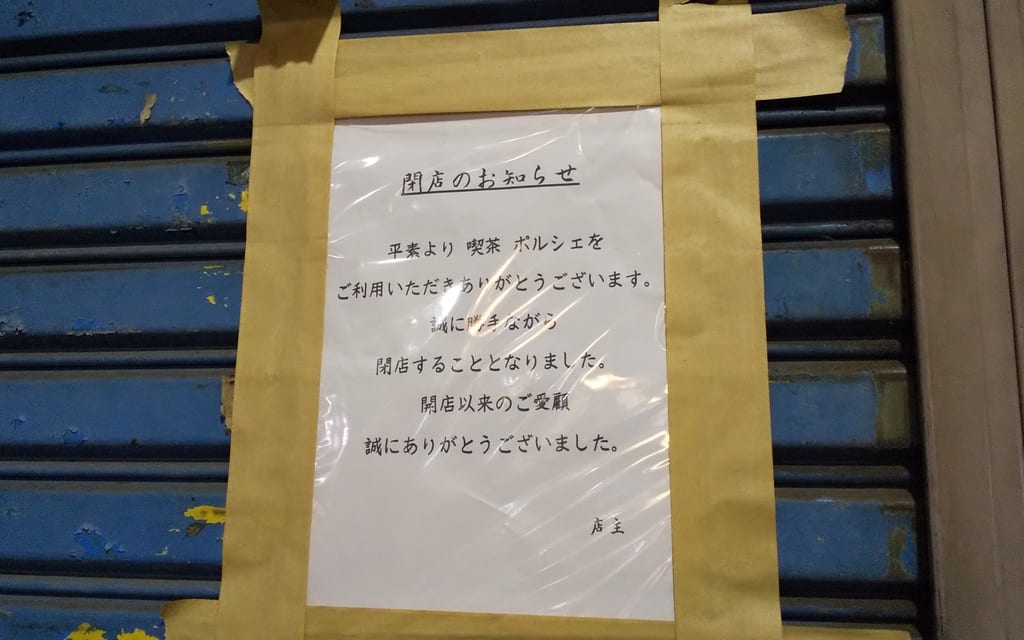 閉店のお知らせ
平素より 喫茶 ポルシェを
ご利用いただきありがとうございます。
誠に勝手ながら
閉店することとなりました。
開店以来のご愛顧
誠にありがとうございました。
店主